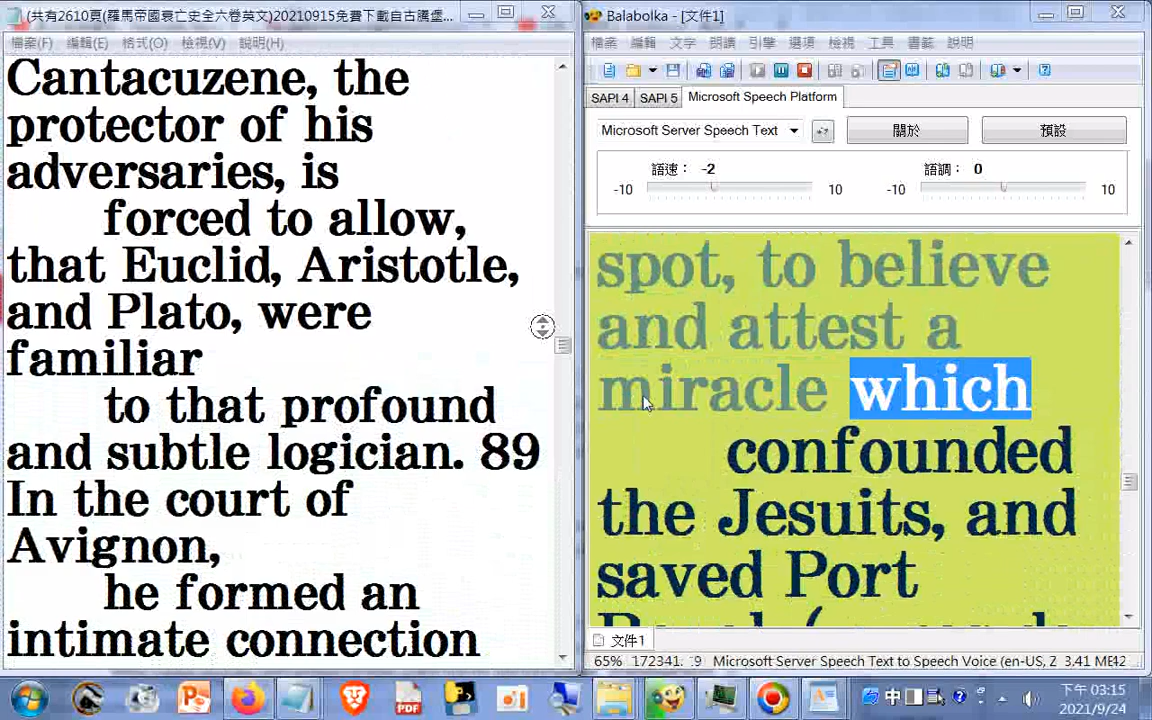 (共有2610頁(羅馬帝國衰亡史全六卷英文)20210915免費下載自古騰堡...
檔案(F) 編輯(E) 格式(O) 檢視(V) 說明(H)
Cantacuzene, the
protector of his
adversaries, is
forced to allow,
that Euclid, Aristotle,
and Plato, were
familiar
to that profound
and subtle logician. 89
In the court of
Avignon,
he formed an
intimate connection
Balabolka - [文件1]
檔案 編輯 文字 朗讀 引擎 選項 檢視 工具 書籤 說明
SAPI 4 SAPI 5 Microsoft Speech Platform
Microsoft Server Speech Text 關於 預設
語速： -2 語調： 0
-10 10 -10 10
spot, to believe
and attest a
miracle which
confounded
the Jesuits, and
saved Port
文件1
65% Microsoft Server Speech Text to Speech Voice (en-US, Z
中
下午 03:15
2021/9/24